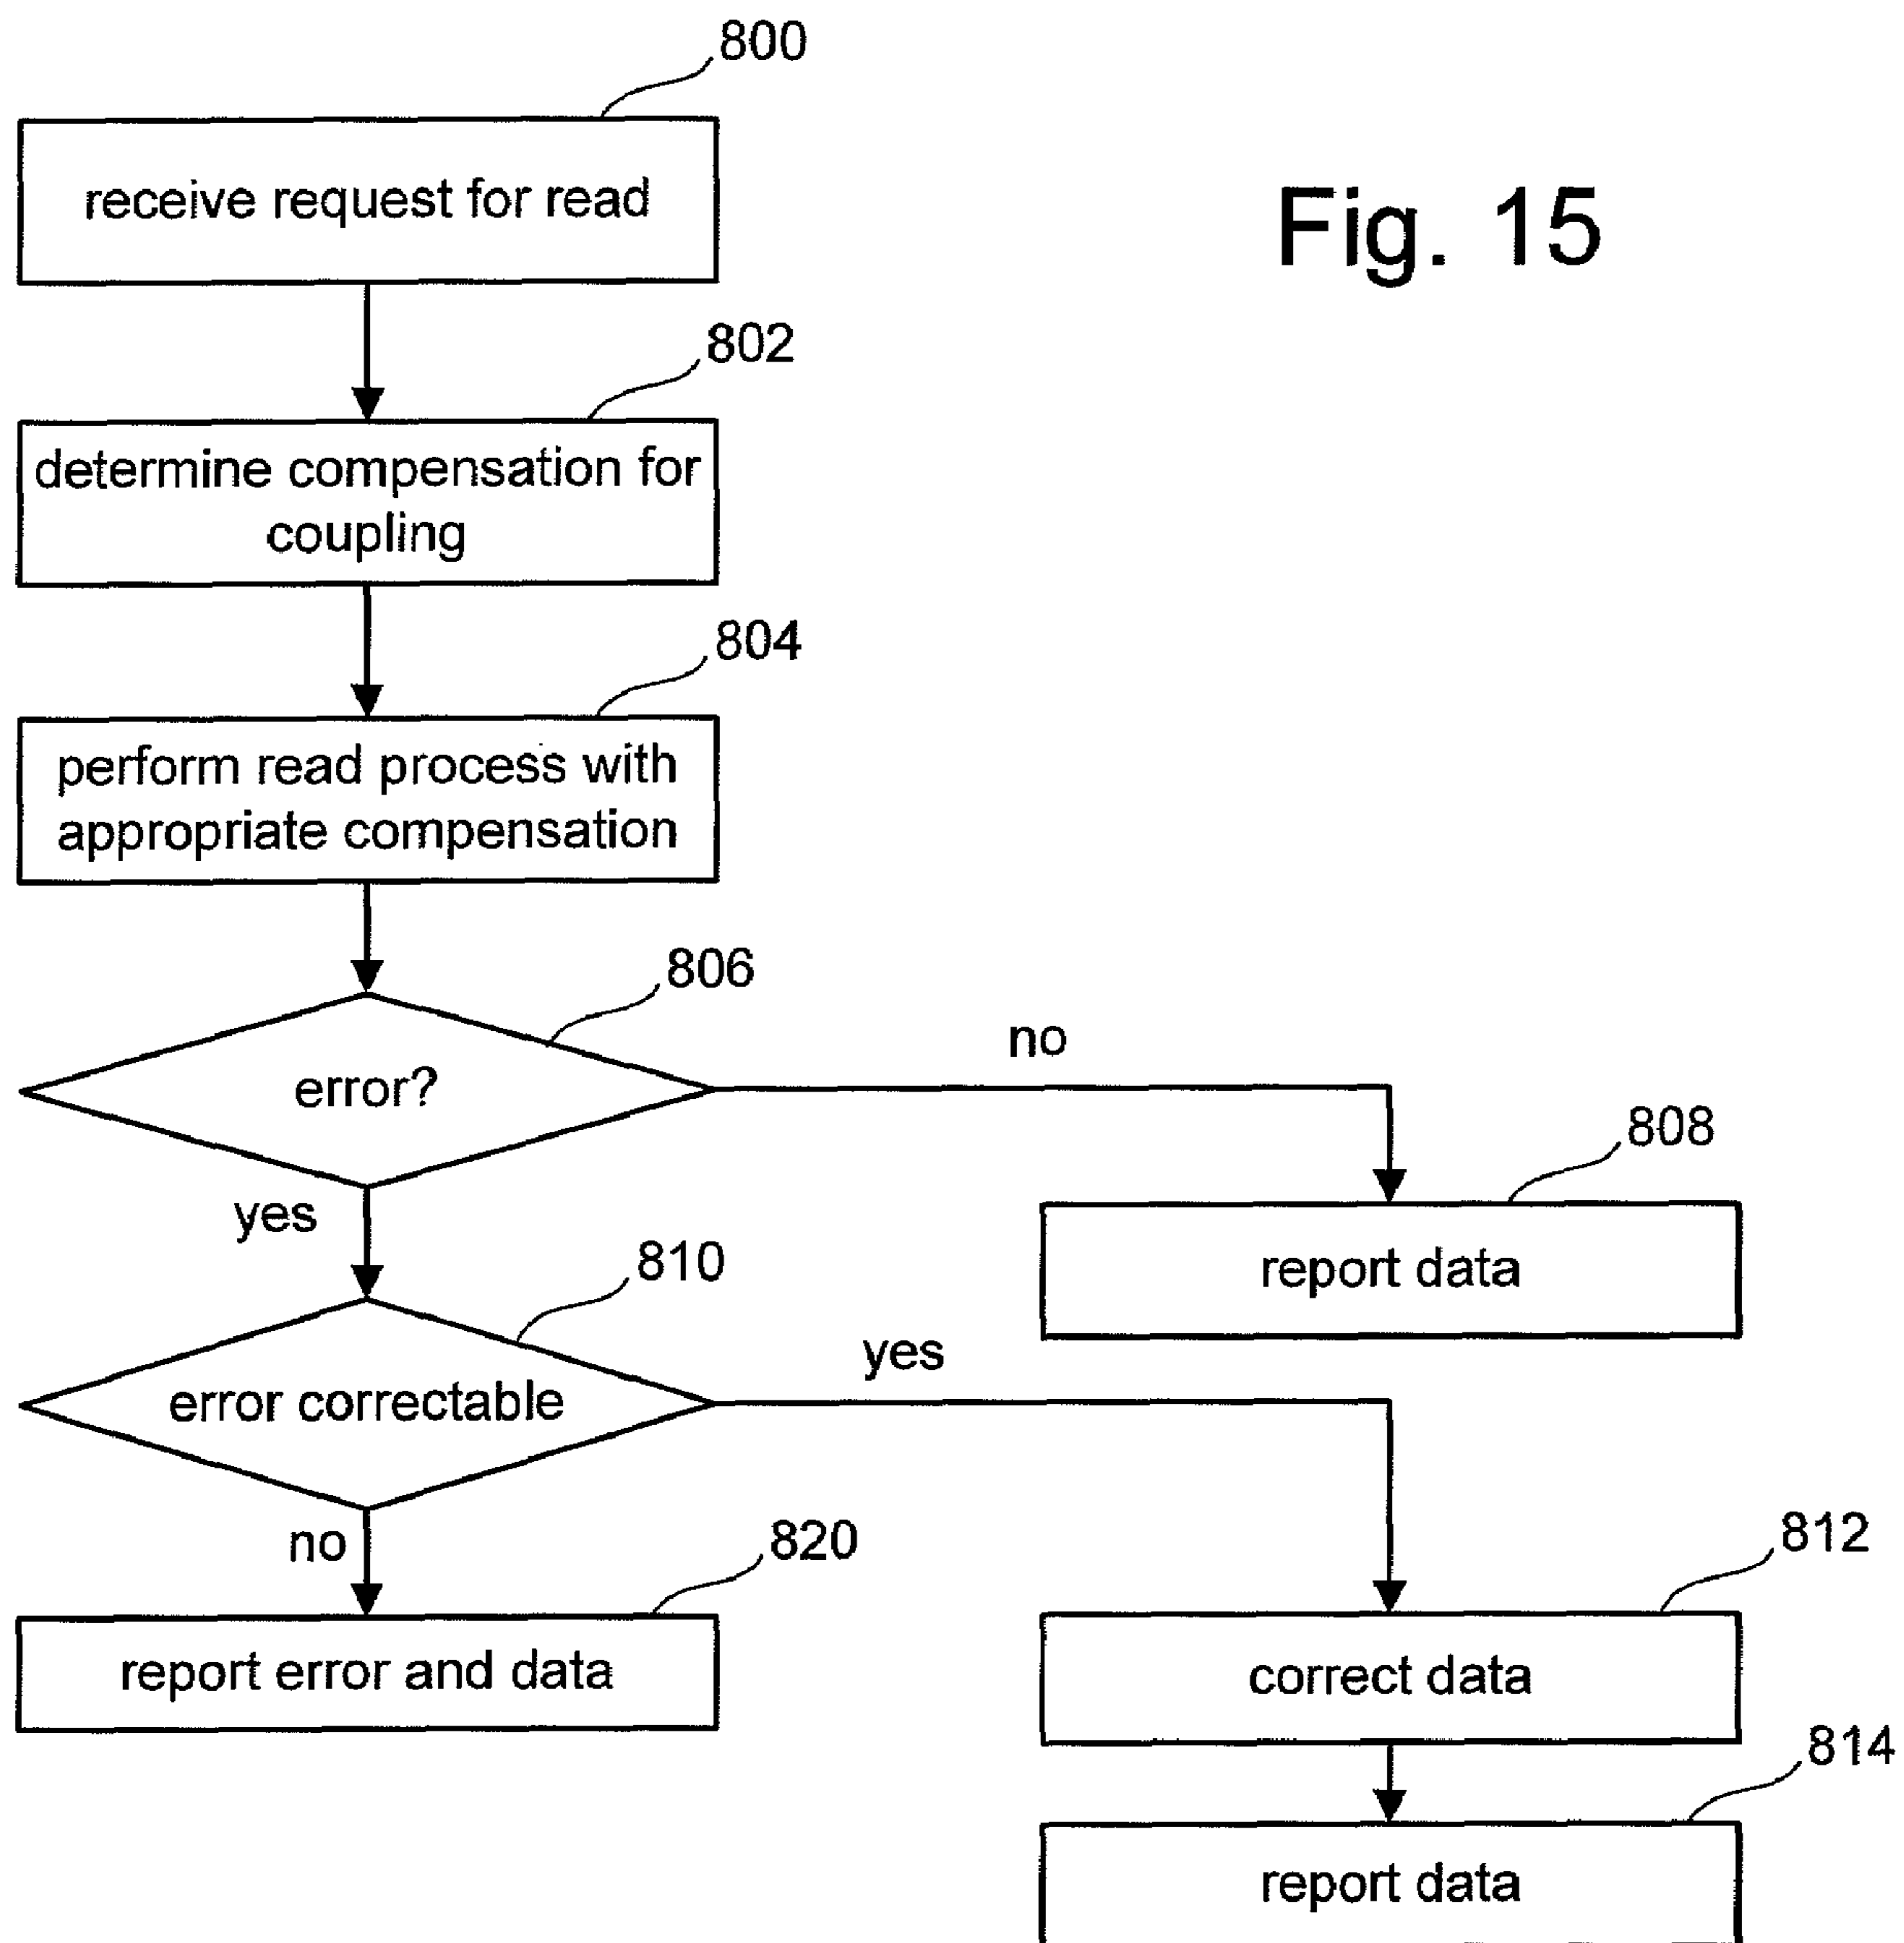 800
receive request for read
Fig. 15
802
determine compensation for
coupling
804
perform read process with
appropriate compensation
806
error?
no
808
report data
yes
810
error correctable
yes
no
820
report error and data
812
correct data
814
report data